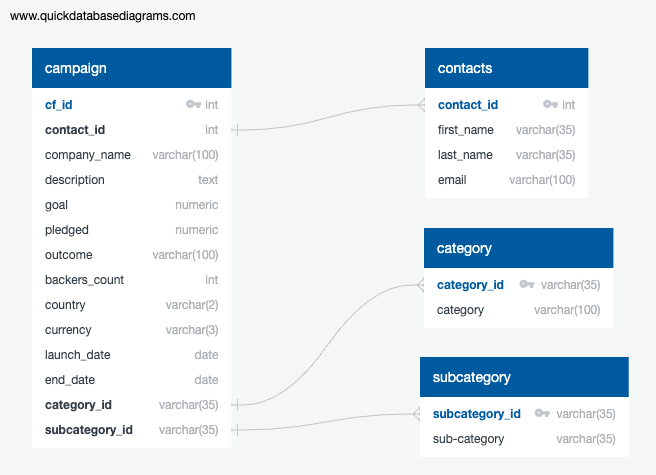 www.quickdatabasediagrams.com
campaign
cf_id int
contact_id int
company_name varchar(100)
description text
goal numeric
pledged numeric
outcome varchar(100)
backers_count int
country varchar(2)
currency varchar(3)
launch_date date
end_date date
category_id varchar(35)
subcategory_id varchar(35)
contacts
contact_id int
first_name varchar(35)
last_name varchar(35)
email varchar(100)
category
category_id varchar(35)
category varchar(100)
subcategory
subcategory_id varchar(35)
sub-category varchar(35)